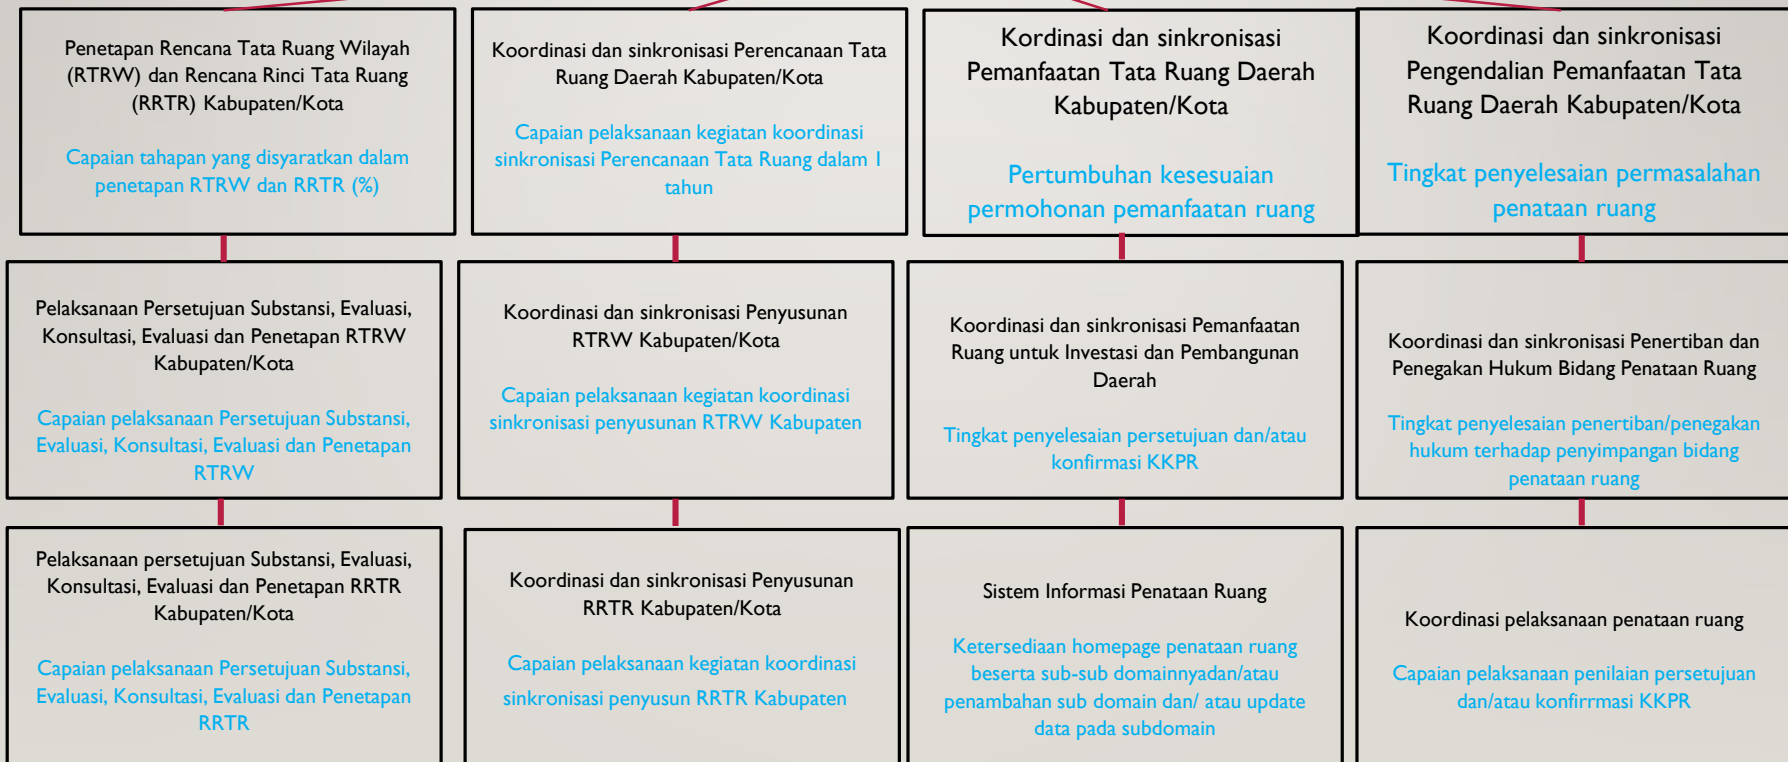 Penetapan Rencana Tata Ruang Wilayah
(RTRW) dan Rencana Rinci Tata Ruang
(RRTR) Kabupaten/Kota
Capaian tahapan yang disyaratkan dalam
penetapan RTRW dan RRTR (%)
Koordinasi dan sinkronisasi Perencanaan Tata
Ruang Daerah Kabupaten/Kota
Capaian pelaksanaan kegiatan koordinasi
sinkronisasi Perencanaan Tata Ruang dalam 1
tahun
Kordinasi dan sinkronisasi
Pemanfaatan Tata Ruang Daerah
Kabupaten/Kota
Pertumbuhan kesesuaian
permohonan pemanfaatan ruang
Koordinasi dan sinkronisasi
Pengendalian Pemanfaatan Tata
Ruang Daerah Kabupaten/Kota
Tingkat penyelesaian permasalahan
penataan ruang
Pelaksanaan Persetujuan Substansi, Evaluasi,
Konsultasi, Evaluasi dan Penetapan RTRW
Kabupaten/Kota
Capaian pelaksanaan Persetujuan Substansi,
Evaluasi, Konsultasi, Evaluasi dan Penetapan
RTRW
Koordinasi dan sinkronisasi Penyusunan
RTRW Kabupaten/Kota
Capaian pelaksanaan kegiatan koordinasi
sinkronisasi penyusunan RTRW Kabupaten
Koordinasi dan sinkronisasi Pemanfaatan
Ruang untuk Investasi dan Pembangunan
Daerah
Tingkat penyelesaian persetujuan dan/atau
konfirmasi KKPR
Koordinasi dan sinkronisasi Penertiban dan
Penegakan Hukum Bidang Penataan Ruang
Tingkat penyelesaian penertiban/penegakan
hukum terhadap penyimpangan bidang
penataan ruang
Pelaksanaan persetujuan Substansi, Evaluasi,
Konsultasi, Evaluasi dan Penetapan RRTR
Kabupaten/Kota
Capaian pelaksanaan Persetujuan Substansi,
Evaluasi, Konsultasi, Evaluasi dan Penetapan
RRTR
Koordinasi dan sinkronisasi Penyusunan
RRTR Kabupaten/Kota
Capaian pelaksanaan kegiatan koordinasi
sinkronisasi penyusun RRTR Kabupaten
Sistem Informasi Penataan Ruang
Ketersediaan homepage penataan ruang
beserta sub-sub domainnyadan/atau
penambahan sub domain dan/ atau update
data pada subdomain
Koordinasi pelaksanaan penataan ruang
Capaian pelaksanaan penilaian persetujuan
dan/atau konfirrmasi KKPR